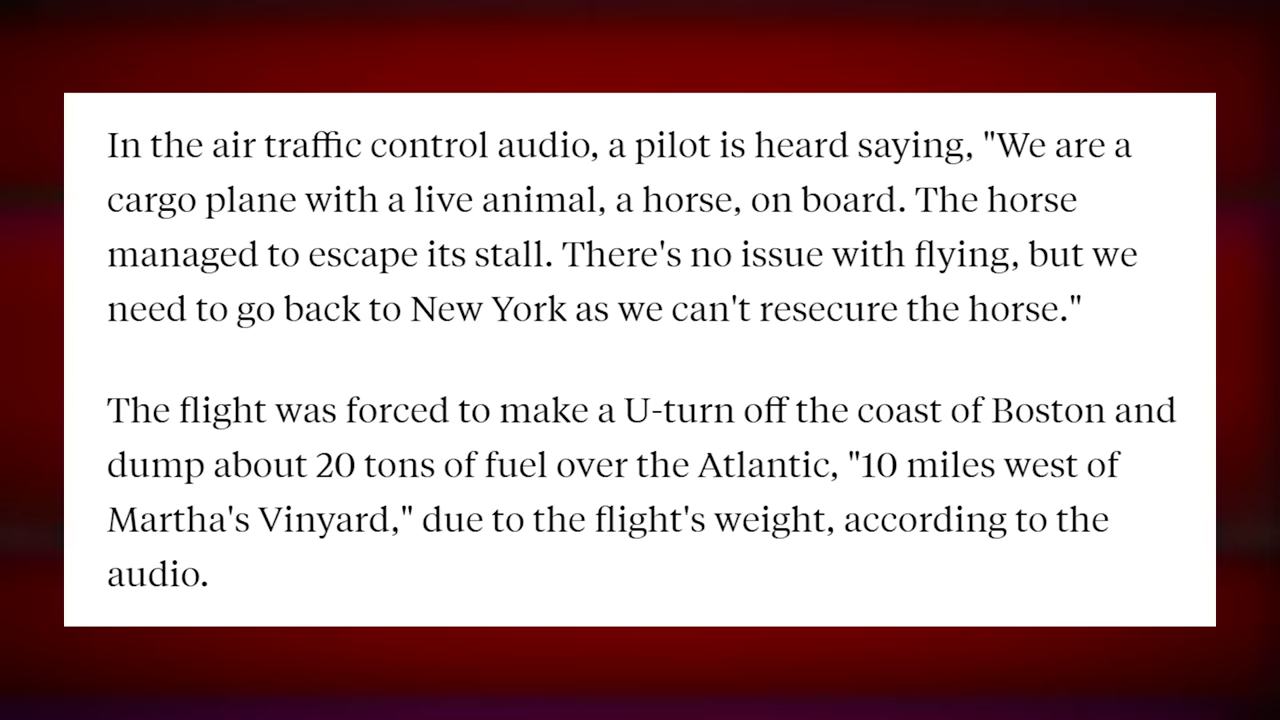 In the air traffic control audio, a pilot is heard saying, "We are a
cargo plane with a live animal, a horse, on board. The horse
managed to escape its stall. There's no issue with flying, but we
need to go back to New York as we can't resecure the horse."
The flight was forced to make a U-turn off the coast of Boston and
dump about 20 tons of fuel over the Atlantic, "10 miles west of
Martha's Vinyard," due to the flight's weight, according to the
audio.